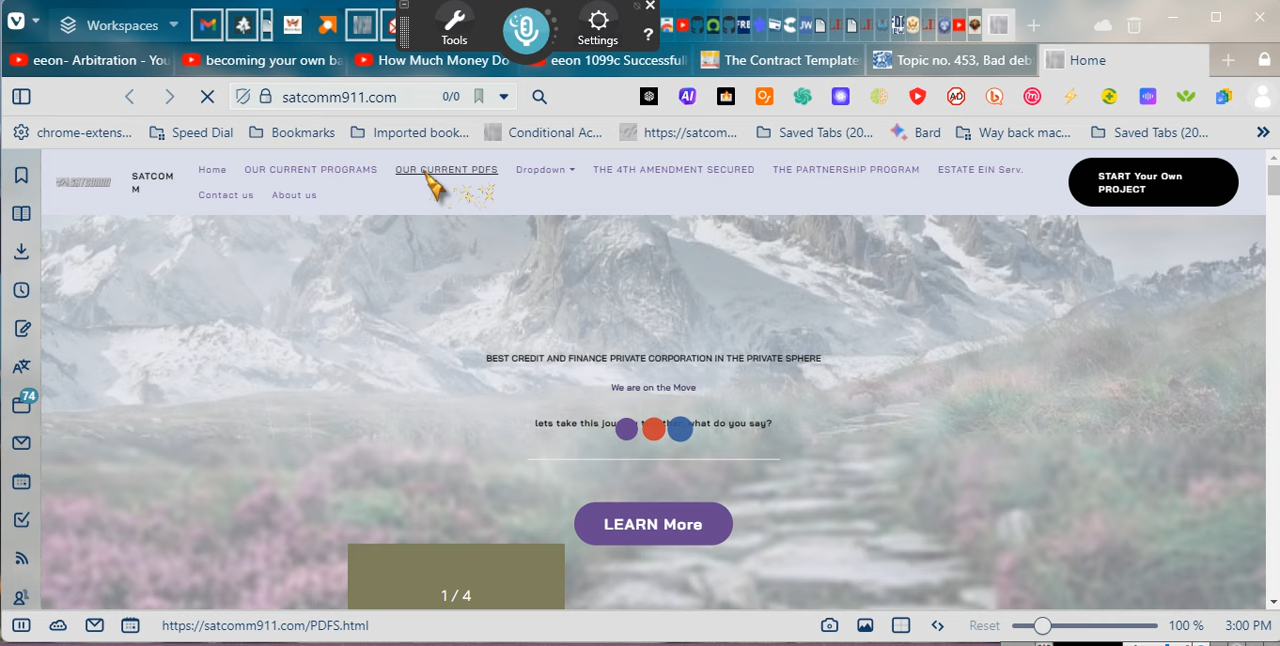 Workspaces
Tools
Settings
?
eeon- Arbitration - You
becoming your own ba
How Much Money Do
eeon 1099c Successful
The Contract Template
Topic no. 453, Bad deb
Home
satcomm911.com
0/0
chrome-extens...
Speed Dial
Bookmarks
Imported book...
Conditional Ac...
https://satcom...
Saved Tabs (20...
Bard
Way back mac...
Saved Tabs (20...
SATCOM
M
Home
OUR CURRENT PROGRAMS
OUR CURRENT PDFS
Dropdown
THE 4TH AMENDMENT SECURED
THE PARTNERSHIP PROGRAM
ESTATE EIN Serv.
Contact us
About us
START Your Own
PROJECT
BEST CREDIT AND FINANCE PRIVATE CORPORATION IN THE PRIVATE SPHERE
We are on the Move
lets take this what do you say?
LEARN More
1 / 4
74
https://satcomm911.com/PDFS.html
Reset
100 %
3:00 PM